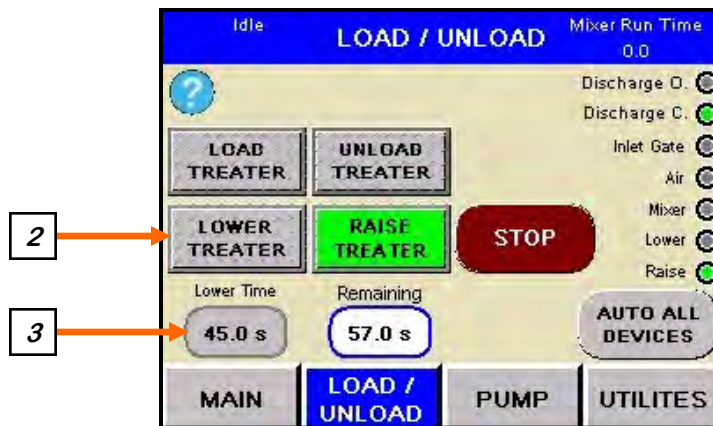 Idle
LOAD / UNLOAD
Mixer Run Time
0.0
?
Discharge O.
Discharge C.
Inlet Gate
Air
Mixer
Lower
Raise
LOAD
TREATER
UNLOAD
TREATER
2
LOWER
TREATER
RAISE
TREATER
STOP
Lower Time
Remaining
3
45.0 s
57.0 s
AUTO ALL
DEVICES
MAIN
LOAD /
UNLOAD
PUMP
UTILITES